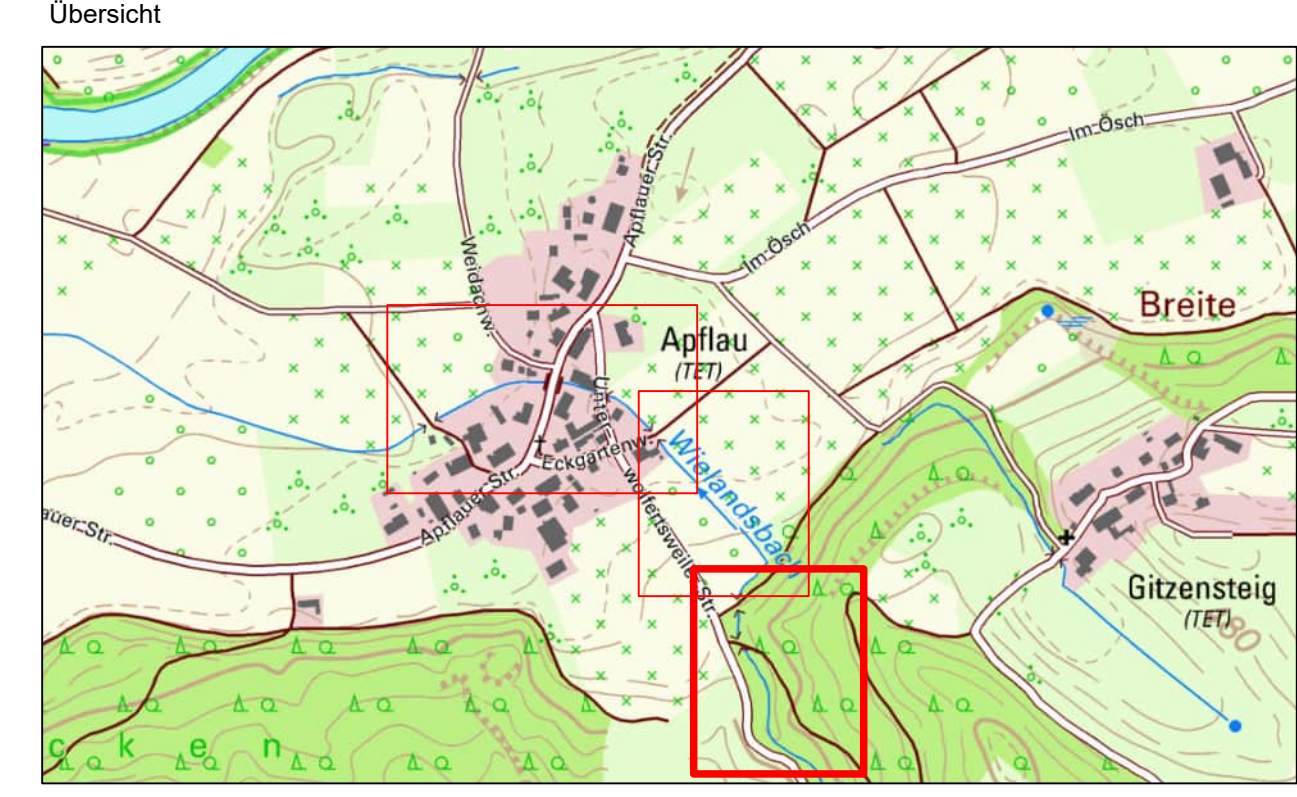 Übersicht
Im Ösch
Apflauer Str.
Weidachw.
Im Ösch
Breite
Apflau
(TET)
Unter-
Eckgartenw.
Wielandsbach
wolfertsweiler Str.
Apflauer Str.
auer Str.
Gitzensteig
(TET)
c k e n